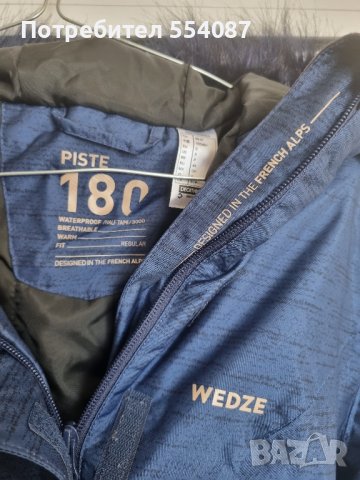 Потребител 554087
PISTE
180
WATERPROOF
BREATHABLE
WARM
FIT REGULAR
DESIGNED IN THE FRENCH ALPS
DESIGNED IN THE FRENCH ALPS
WEDZE
BAZAR